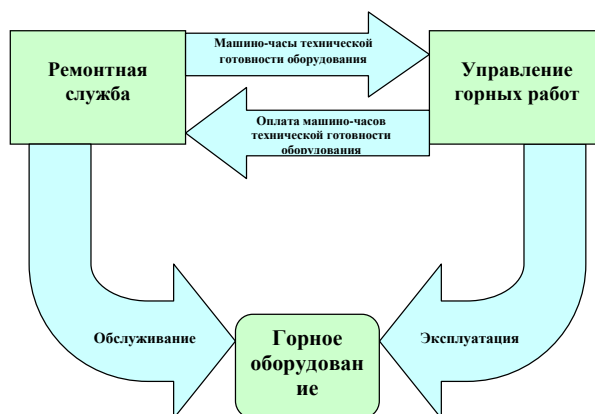 Машино-часы технической
готовности оборудования
Ремонтная
служба
Управление
горных работ
Оплата машино-часов
технической готовности
оборудования
Обслуживание
Горное
оборудован
ие
Эксплуатация